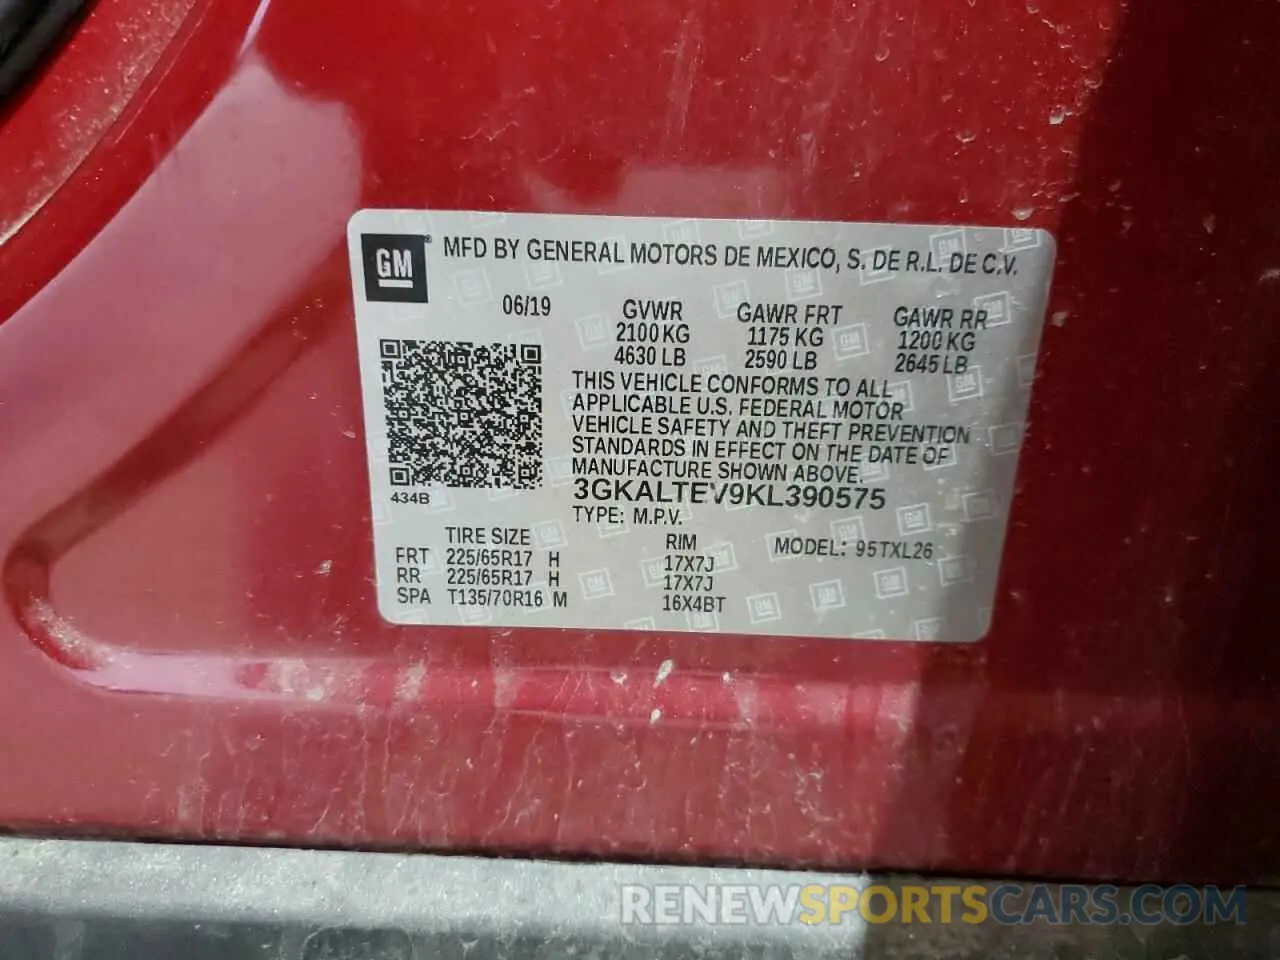 GM® MFD BY GENERAL MOTORS DE MEXICO, S. DE R.L. DE C.V.
06/19 GVWR GAWR FRT GAWR RR
2100 KG 1175 KG 1200 KG
4630 LB 2590 LB 2645 LB
THIS VEHICLE CONFORMS TO ALL
APPLICABLE U.S. FEDERAL MOTOR
VEHICLE SAFETY AND THEFT PREVENTION
STANDARDS IN EFFECT ON THE DATE OF
MANUFACTURE SHOWN ABOVE.
434B 3GKALTEV9KL390575
TYPE: M.P.V.
TIRE SIZE RIM MODEL: 95TXL26
FRT 225/65R17 H 17X7J
RR 225/65R17 H 17X7J
SPA T135/70R16 M 16X4BT
RENEWSPORTSCARS.COM